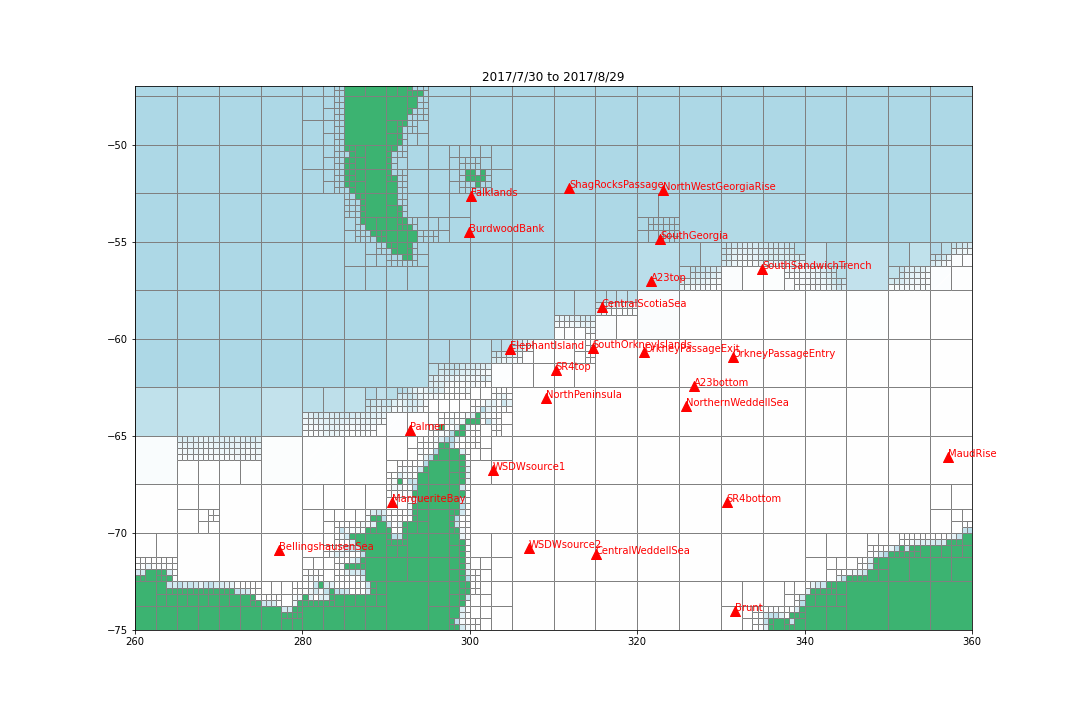 2017/7/30 to 2017/8/29
−50
−55
−60
−65
−70
−75
260
280
300
320
340
360
Falklands
ShagRocksPassage
NorthWestGeorgiaRise
BurdwoodBank
SouthGeorgia
SouthSandwichTrench
A23top
CentralScotiaSea
ElephantIsland
SouthOrkneyIslands
OrkneyPassageExit
OrkneyPassageEntry
SR4top
A23bottom
NorthPeninsula
NorthernWeddellSea
Palmer
MaudRise
WSDWsource1
MargueriteBay
SR4bottom
BellingshausenSea
WSDWsource2
CentralWeddellSea
Brunt